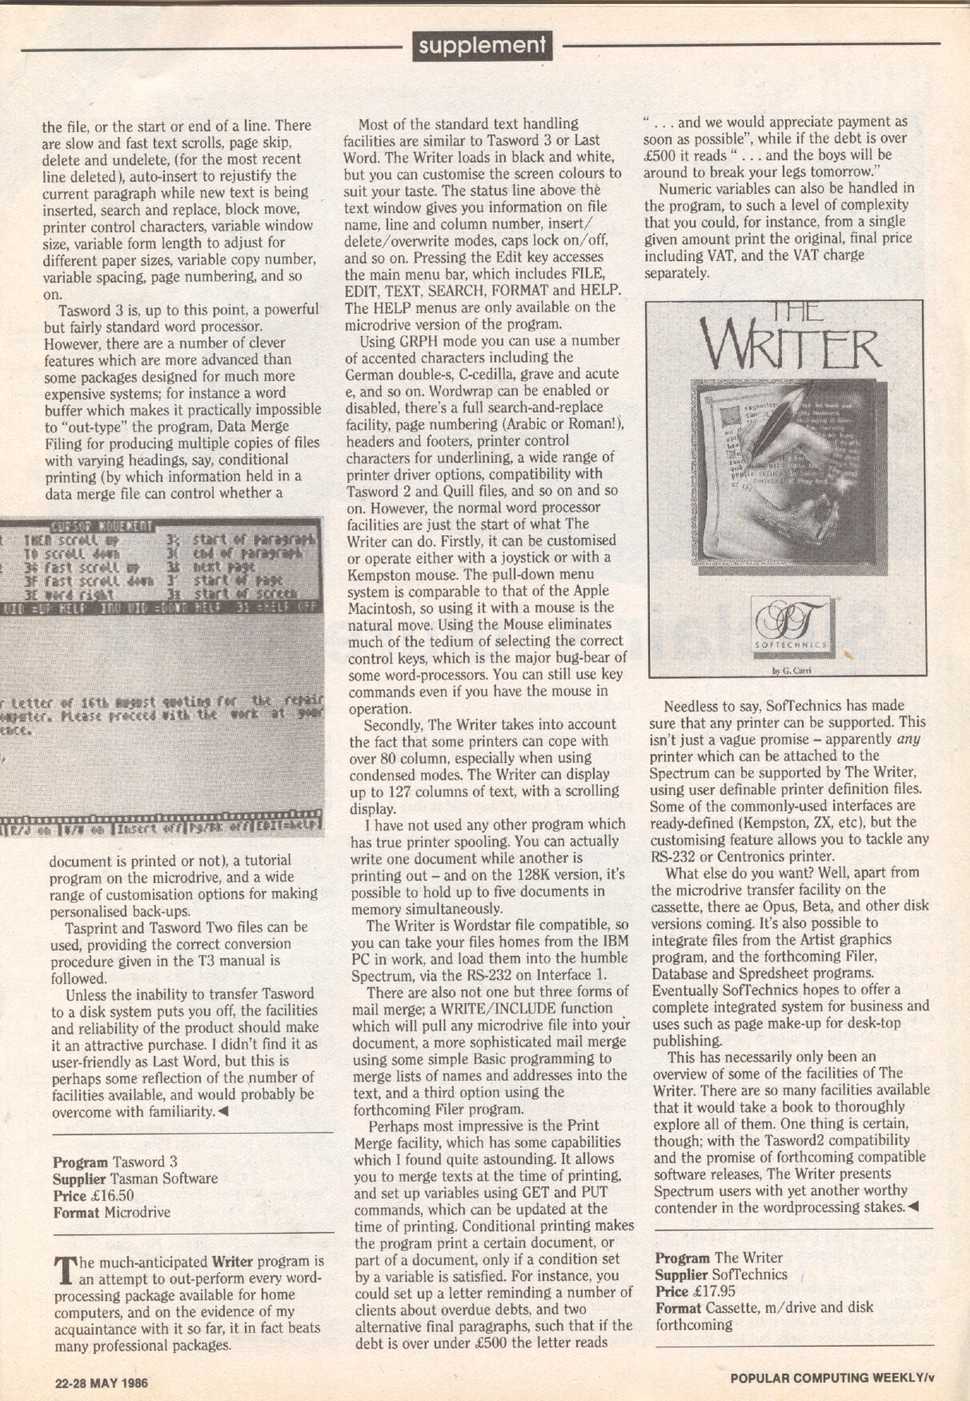 supplement
the file, or the start or end of a line. There
are slow and fast text scrolls, page skip,
delete and undelete, (for the most recent
line deleted), auto-insert to rejustify the
current paragraph while new text is being
inserted, search and replace, block move,
printer control characters, variable window
size, variable form length to adjust for
different paper sizes, variable copy number,
variable spacing, page numbering, and so
on.
Tasword 3 is, up to this point, a powerful
but fairly standard word processor.
However, there are a number of clever
features which are more advanced than
some packages designed for much more
expensive systems; for instance a word
buffer which makes it practically impossible
to “out-type” the program, Data Merge
Filing for producing multiple copies of files
with varying headings, say, conditional
printing (by which information held in a
data merge file can control whether a
CURSOR MOVEMENT
THEN scroll up
start of paragraph
TO scroll down
end of paragraph
fast scroll up
next page
fast scroll down
start of page
word right
start of screen
r letter of 16th August quoting for the repair
omputer. Please proceed with the work at your
ence.
document is printed or not), a tutorial
program on the microdrive, and a wide
range of customisation options for making
personalised back-ups.
Tasprint and Tasword Two files can be
used, providing the correct conversion
procedure given in the T3 manual is
followed.
Unless the inability to transfer Tasword
to a disk system puts you off, the facilities
and reliability of the product should make
it an attractive purchase. I didn't find it as
user-friendly as Last Word, but this is
perhaps some reflection of the number of
facilities available, and would probably be
overcome with familiarity.◀
Program Tasword 3
Supplier Tasman Software
Price £16.50
Format Microdrive
The much-anticipated Writer program is
an attempt to out-perform every word-
processing package available for home
computers, and on the evidence of my
acquaintance with it so far, it in fact beats
many professional packages.
Most of the standard text handling
facilities are similar to Tasword 3 or Last
Word. The Writer loads in black and white,
but you can customise the screen colours to
suit your taste. The status line above the
text window gives you information on file
name, line and column number, insert/
delete/overwrite modes, caps lock on/off,
and so on. Pressing the Edit key accesses
the main menu bar, which includes FILE,
EDIT, TEXT, SEARCH, FORMAT and HELP.
The HELP menus are only available on the
microdrive version of the program.
Using GRPH mode you can use a number
of accented characters including the
German double-s, C-cedilla, grave and acute
e, and so on. Wordwrap can be enabled or
disabled, there's a full search-and-replace
facility, page numbering (Arabic or Roman!),
headers and footers, printer control
characters for underlining, a wide range of
printer driver options, compatibility with
Tasword 2 and Quill files, and so on and so
on. However, the normal word processor
facilities are just the start of what The
Writer can do. Firstly, it can be customised
or operate either with a joystick or with a
Kempston mouse. The pull-down menu
system is comparable to that of the Apple
Macintosh, so using it with a mouse is the
natural move. Using the Mouse eliminates
much of the tedium of selecting the correct
control keys, which is the major bug-bear of
some word-processors. You can still use key
commands even if you have the mouse in
operation.
Secondly, The Writer takes into account
the fact that some printers can cope with
over 80 column, especially when using
condensed modes. The Writer can display
up to 127 columns of text, with a scrolling
display.
I have not used any other program which
has true printer spooling. You can actually
write one document while another is
printing out – and on the 128K version, it's
possible to hold up to five documents in
memory simultaneously.
The Writer is Wordstar file compatible, so
you can take your files homes from the IBM
PC in work, and load them into the humble
Spectrum, via the RS-232 on Interface 1.
There are also not one but three forms of
mail merge; a WRITE/INCLUDE function
which will pull any microdrive file into your
document, a more sophisticated mail merge
using some simple Basic programming to
merge lists of names and addresses into the
text, and a third option using the
forthcoming Filer program.
Perhaps most impressive is the Print
Merge facility, which has some capabilities
which I found quite astounding. It allows
you to merge texts at the time of printing,
and set up variables using GET and PUT
commands, which can be updated at the
time of printing. Conditional printing makes
the program print a certain document, or
part of a document, only if a condition set
by a variable is satisfied. For instance, you
could set up a letter reminding a number of
clients about overdue debts, and two
alternative final paragraphs, such that if the
debt is over under £500 the letter reads
“ . . . and we would appreciate payment as
soon as possible”, while if the debt is over
£500 it reads “ . . . and the boys will be
around to break your legs tomorrow.”
Numeric variables can also be handled in
the program, to such a level of complexity
that you could, for instance, from a single
given amount print the original, final price
including VAT, and the VAT charge
separately.
THE
WRITER
SOFTECHNICS
by G. Carri
Needless to say, SofTechnics has made
sure that any printer can be supported. This
isn't just a vague promise – apparently any
printer which can be attached to the
Spectrum can be supported by The Writer,
using user definable printer definition files.
Some of the commonly-used interfaces are
ready-defined (Kempston, ZX, etc), but the
customising feature allows you to tackle any
RS-232 or Centronics printer.
What else do you want? Well, apart from
the microdrive transfer facility on the
cassette, there ae Opus, Beta, and other disk
versions coming. It's also possible to
integrate files from the Artist graphics
program, and the forthcoming Filer,
Database and Spredsheet programs.
Eventually SofTechnics hopes to offer a
complete integrated system for business and
uses such as page make-up for desk-top
publishing.
This has necessarily only been an
overview of some of the facilities of The
Writer. There are so many facilities available
that it would take a book to thoroughly
explore all of them. One thing is certain,
though; with the Tasword2 compatibility
and the promise of forthcoming compatible
software releases, The Writer presents
Spectrum users with yet another worthy
contender in the wordprocessing stakes.◀
Program The Writer
Supplier SofTechnics
Price £17.95
Format Cassette, m/drive and disk
forthcoming
22-28 MAY 1986
POPULAR COMPUTING WEEKLY/v